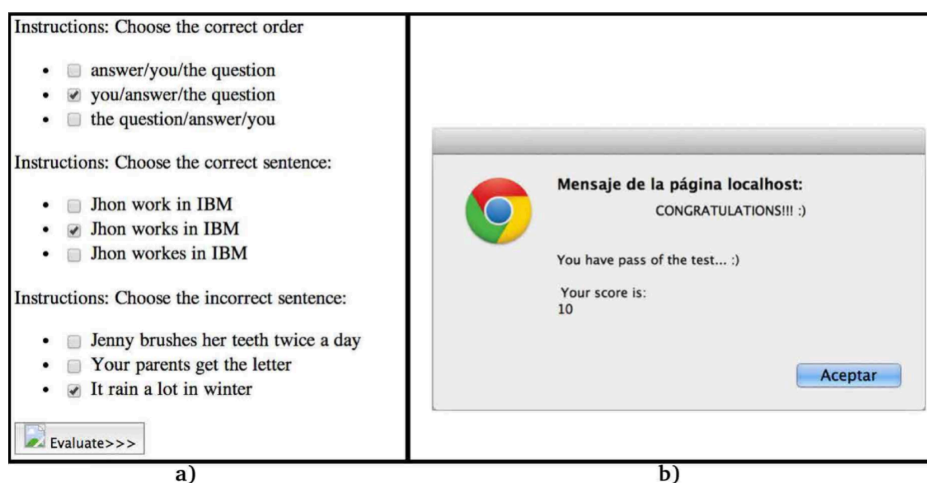 Instructions: Choose the correct order
answer/you/the question
you/answer/the question
the question/answer/you
Instructions: Choose the correct sentence:
Jhon work in IBM
Jhon works in IBM
Jhon workes in IBM
Instructions: Choose the incorrect sentence:
Jenny brushes her teeth twice a day
Your parents get the letter
It rain a lot in winter
Evaluate>>>
a)
Mensaje de la página localhost:
CONGRATULATIONS!!! :)
You have pass of the test... :)
Your score is:
10
Aceptar
b)